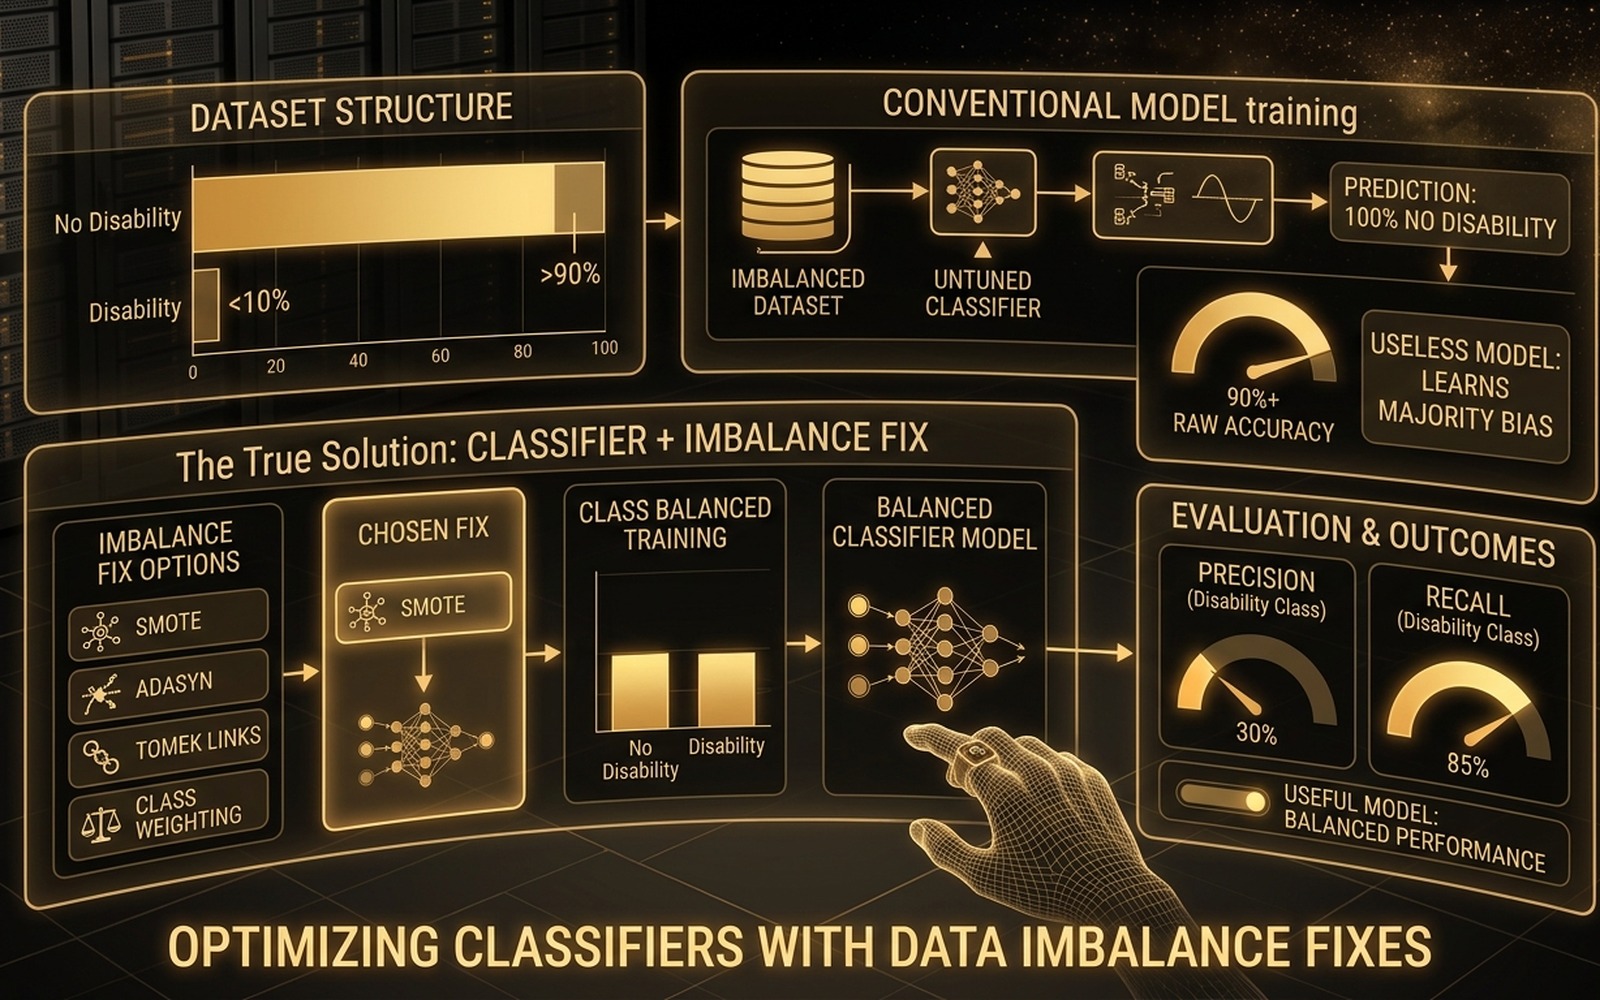 DATASET STRUCTURE
No Disability
>90%
Disability
<10%
0
20
40
60
80
100
CONVENTIONAL MODEL training
IMBALANCED
DATASET
UNTUNED
CLASSIFIER
PREDICTION:
100% NO DISABILITY
90%+
RAW ACCURACY
USELESS MODEL:
LEARNS
MAJORITY BIAS
The True Solution: CLASSIFIER + IMBALANCE FIX
IMBALANCE
FIX OPTIONS
SMOTE
ADASYN
TOMEK LINKS
CLASS
WEIGHTING
CHOSEN FIX
SMOTE
CLASS BALANCED
TRAINING
No
Disability
Disability
BALANCED
CLASSIFIER MODEL
EVALUATION & OUTCOMES
PRECISION
(Disability Class)
30%
RECALL
(Disability Class)
85%
USEFUL MODEL:
BALANCED PERFORMANCE
OPTIMIZING CLASSIFIERS WITH DATA IMBALANCE FIXES